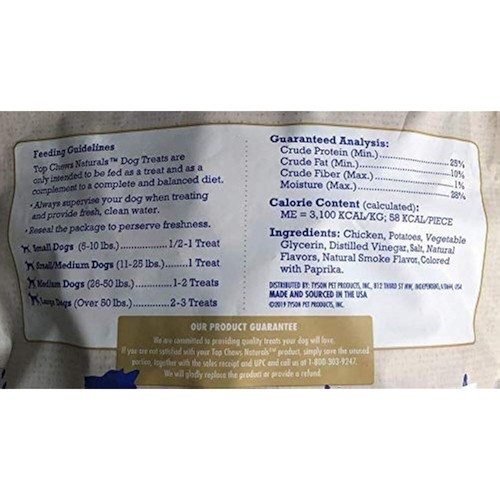 Feeding Guidelines
Top Chews Naturals™ Dog Treats are
only intended to be fed as a treat and as a
complement to a complete and balanced diet.
• Always supervise your dog when treating
and provide fresh, clean water.
• Reseal the package to preserve freshness.
Small Dogs (5-10 lbs.)..........1/2-1 Treat
Small/Medium Dogs (11-25 lbs.).......1 Treat
Medium Dogs (26-50 lbs.)......1-2 Treats
Large Dogs (Over 50 lbs.)......2-3 Treats
Guaranteed Analysis:
Crude Protein (Min.)..................25%
Crude Fat (Min.)..................10%
Crude Fiber (Max.)..................1%
Moisture (Max.)..................28%
Calorie Content (calculated):
ME = 3,100 KCAL/KG; 58 KCAL/PIECE
Ingredients: Chicken, Potatoes, Vegetable
Glycerin, Distilled Vinegar, Salt, Natural
Flavors, Natural Smoke Flavor, Colored
with Paprika.
DISTRIBUTED BY: TYSON PET PRODUCTS, INC., 812 THIRD ST NW, INDEPENDENCE, IA 50644, USA
MADE AND SOURCED IN THE USA
©2019 TYSON PET PRODUCTS, INC.
OUR PRODUCT GUARANTEE
We are committed to providing quality treats your dog will love.
If you are not satisfied with your Top Chews Naturals™ product, simply save the unused
portion, together with the sales receipt and UPC and call us at 1-800-303-9247.
We will gladly replace the product or provide a refund.